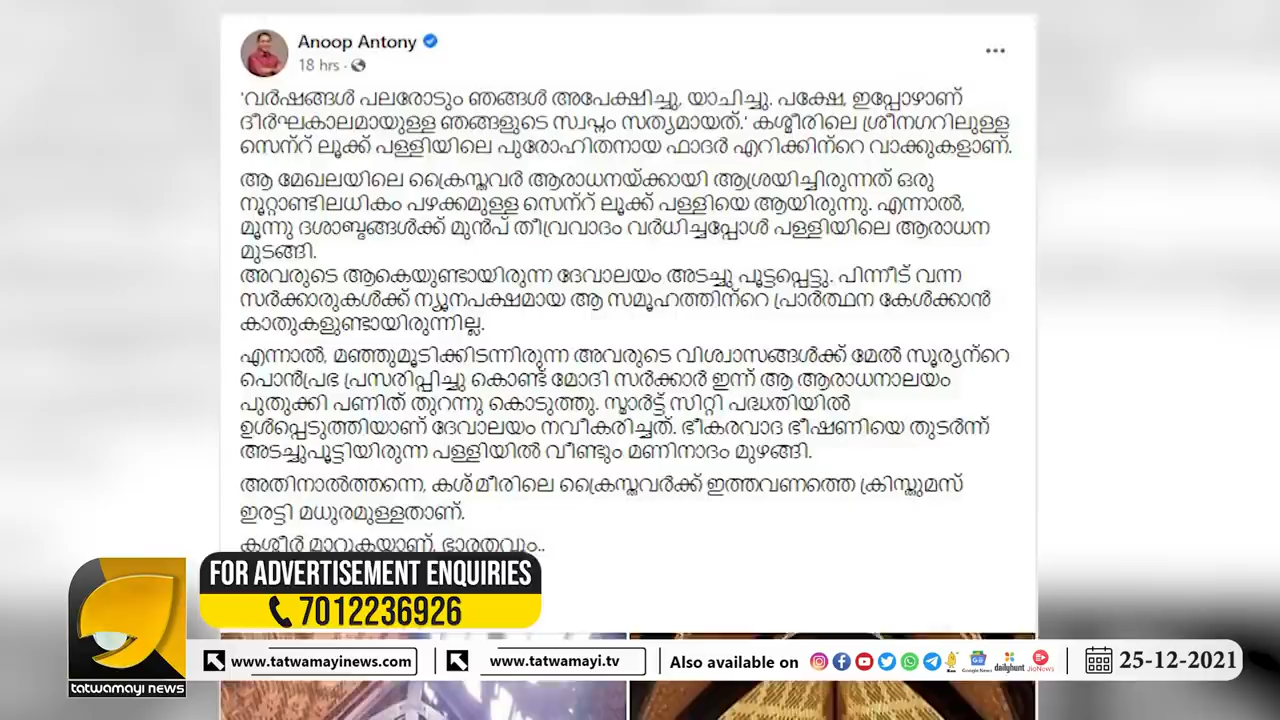 Anoop Antony
18 hrs ·
'വർഷങ്ങൾ പലരോടും ഞങ്ങൾ അപേക്ഷിച്ചു, യാചിച്ചു. പക്ഷേ, ഇപ്പോഴാണ്
ദീർഘകാലമായുള്ള ഞങ്ങളുടെ സ്വപ്നം സത്യമായത്.' കശ്മീരിലെ ശ്രീനഗറിലുള്ള
സെന്റ് ലൂക്ക് പള്ളിയിലെ പുരോഹിതനായ ഫാദർ എറിക്കിന്റെ വാക്കുകളാണ്.
ആ മേഖലയിലെ ക്രൈസ്തവർ ആരാധനയ്ക്കായി ആശ്രയിച്ചിരുന്നത് ഒരു
നൂറ്റാണ്ടിലധികം പഴക്കമുള്ള സെന്റ് ലൂക്ക് പള്ളിയെ ആയിരുന്നു. എന്നാൽ,
മൂന്നു ദശാബ്ദങ്ങൾക്ക് മുൻപ് തീവ്രവാദം വർധിച്ചപ്പോൾ പള്ളിയിലെ ആരാധന
മുടങ്ങി.
അവരുടെ ആകെയുണ്ടായിരുന്ന ദേവാലയം അടച്ചു പൂട്ടപ്പെട്ടു. പിന്നീട് വന്ന
സർക്കാരുകൾക്ക് ന്യൂനപക്ഷമായ ആ സമൂഹത്തിന്റെ പ്രാർത്ഥന കേൾക്കാൻ
കാതുകളുണ്ടായിരുന്നില്ല.
എന്നാൽ, മഞ്ഞുമൂടിക്കിടന്നിരുന്ന അവരുടെ വിശ്വാസങ്ങൾക്ക് മേൽ സൂര്യന്റെ
പൊൻപ്രഭ പ്രസരിപ്പിച്ചു കൊണ്ട് മോദി സർക്കാർ ഇന്ന് ആ ആരാധനാലയം
പുതുക്കി പണിത് തുറന്നു കൊടുത്തു. സ്മാർട്ട് സിറ്റി പദ്ധതിയിൽ
ഉൾപ്പെടുത്തിയാണ് ദേവാലയം നവീകരിച്ചത്. ഭീകരവാദ ഭീഷണിയെ തുടർന്ന്
അടച്ചുപൂട്ടിയിരുന്ന പള്ളിയിൽ വീണ്ടും മണിനാദം മുഴങ്ങി.
അതിനാൽത്തന്നെ, കശ്മീരിലെ ക്രൈസ്തവർക്ക് ഇത്തവണത്തെ ക്രിസ്തുമസ്
ഇരട്ടി മധുരമുള്ളതാണ്.
കശ്മീർ മാറുകയാണ്, ഭാരതവും..
FOR ADVERTISEMENT ENQUIRIES
7012236926
tatwamayi news
www.tatwamayinews.com
www.tatwamayi.tv
Also available on
Koo
Google News
dailyhunt
JioNews
25-12-2021